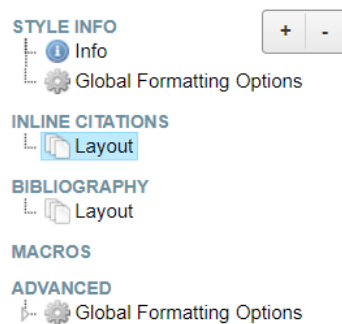 STYLE INFO
+ -
Info
Global Formatting Options
INLINE CITATIONS
Layout
BIBLIOGRAPHY
Layout
MACROS
ADVANCED
Global Formatting Options